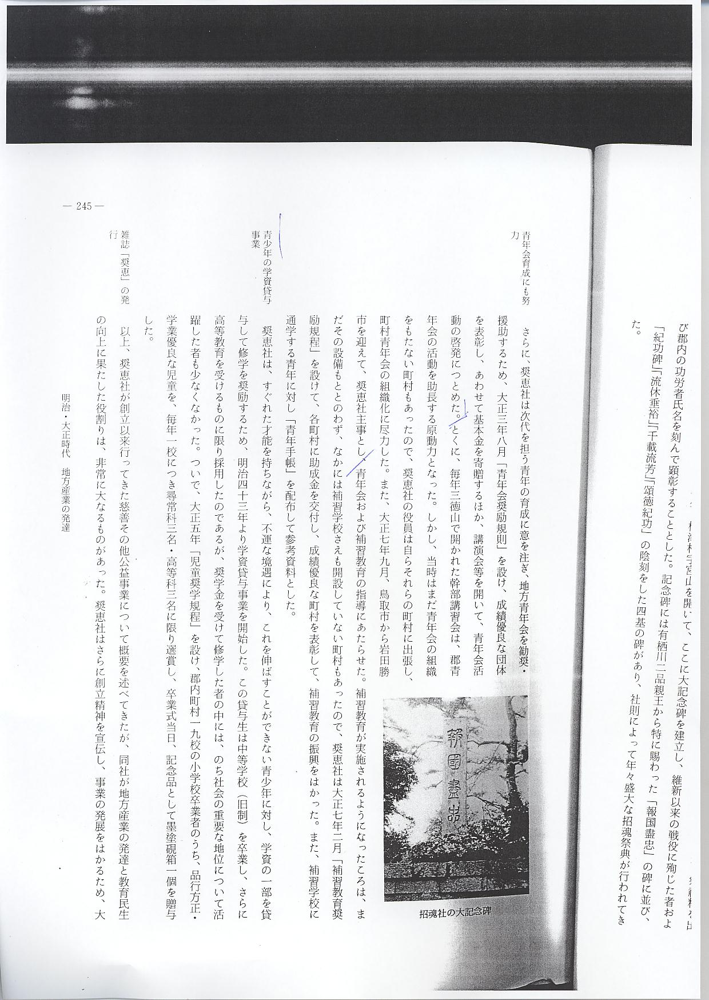 び郡内の功労者氏名を刻んで顕彰することとした。記念碑には有栖川二品親王から特に賜わった「報国盡忠」の碑に並び、
「紀功碑」「流休垂裕」「千載流芳」「頌徳紀功」の陰刻をした四基の碑があり、社則によって年々盛大な招魂祭典が行われてき
た。
青年会育成にも努
力
さらに、奨恵社は次代を担う青年の育成に意を注ぎ、地方青年会を勧奨・
援助するため、大正三年八月「青年会奨励規則」を設け、成績優良な団体
を表彰し、あわせて基本金を寄贈するほか、講演会等を開いて、青年会活
動の啓発につとめた。とくに、毎年三徳山で開かれた幹部講習会は、郡青
年会の活動を助長する原動力となった。しかし、当時はまだ青年会の組織
をもたない町村もあったので、奨恵社の役員は自らそれらの町村に出張し、
町村青年会の組織化に尽力した。また、大正七年九月、鳥取市から岩田勝
市を迎えて、奨恵社主事とし、青年会および補習教育の指導にあたらせた。補習教育が実施されるようになったころは、ま
だその設備もととのわず、なかには補習学校さえも開設していない町村もあったので、奨恵社は大正七年二月「補習教育奨
励規程」を設けて、各町村に助成金を交付し、成績優良な町村を表彰して、補習教育の振興をはかった。また、補習学校に
通学する青年に対し「青年手帳」を配布して参考資料とした。
報國盡忠
招魂社の大記念碑
青少年の学資貸与
事業
奨恵社は、すぐれた才能を持ちながら、不運な境遇により、これを伸ばすことができない青少年に対し、学資の一部を貸
与して修学を奨励するため、明治四十三年より学資貸与事業を開始した。この貸与生は中等学校（旧制）を卒業し、さらに
高等教育を受けるものに限り採用したのであるが、奨学金を受けて修学した者の中には、のち社会の重要な地位について活
躍した者も少なくなかった。ついで、大正五年「児童奨学規程」を設け、郡内町村一九校の小学校卒業者のうち、品行方正・
学業優良な児童を、毎年一校につき尋常科三名・高等科三名に限り選賞し、卒業式当日、記念品として墨塗硯箱一個を贈与
した。
雑誌「奨恵」の発
行
以上、奨恵社が創立以来行ってきた慈善その他公益事業について概要を述べてきたが、同社が地方産業の発達と教育民生
の向上に果たした役割りは、非常に大なるものがあった。奨恵社はさらに創立精神を宣伝し、事業の発展をはかるため、大
明治・大正時代　地方産業の発達
— 245 —